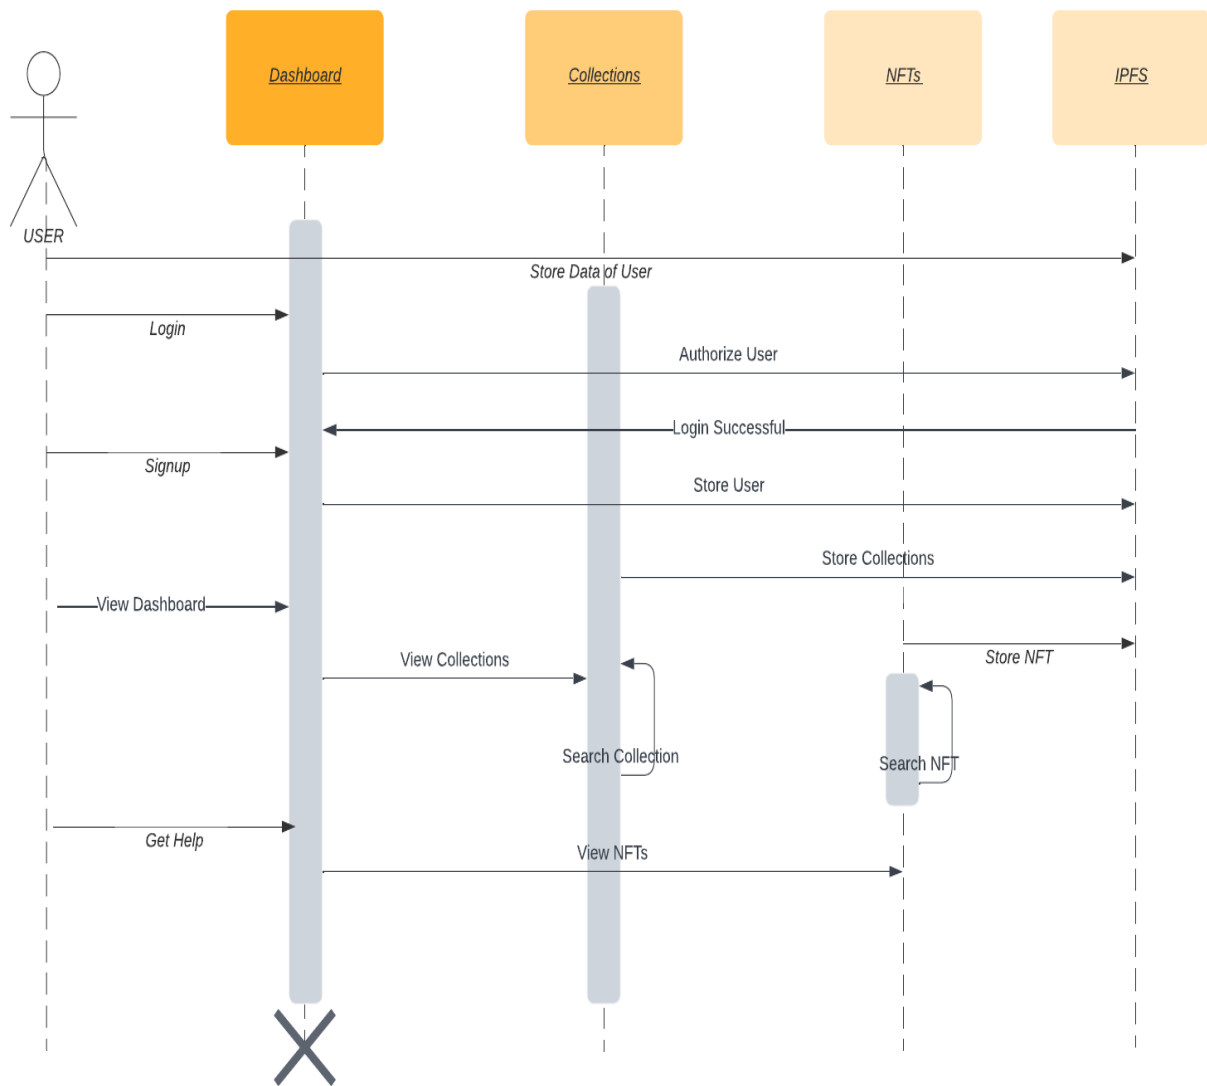 Dashboard
Collections
NFTs
IPFS
USER
Store Data of User
Login
Authorize User
Login Successful
Signup
Store User
Store Collections
View Dashboard
Store NFT
View Collections
Search Collection
Search NFT
Get Help
View NFTs